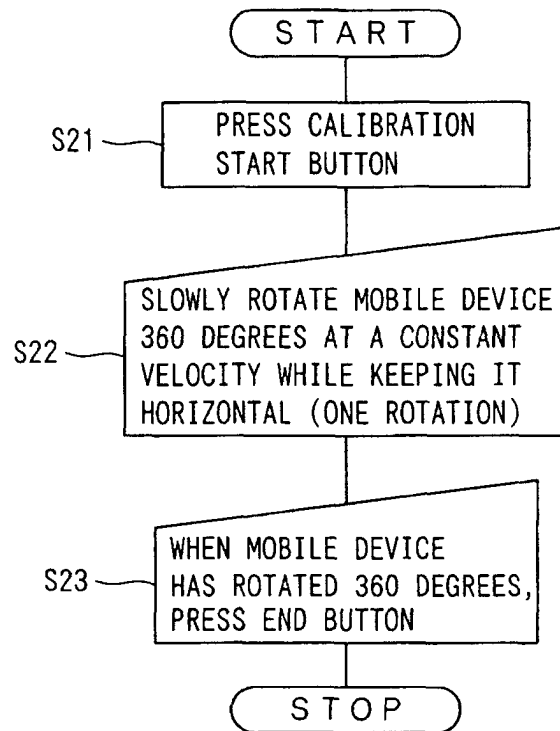 START
S21
PRESS CALIBRATION
START BUTTON
S22
SLOWLY ROTATE MOBILE DEVICE
360 DEGREES AT A CONSTANT
VELOCITY WHILE KEEPING IT
HORIZONTAL (ONE ROTATION)
S23
WHEN MOBILE DEVICE
HAS ROTATED 360 DEGREES,
PRESS END BUTTON
STOP